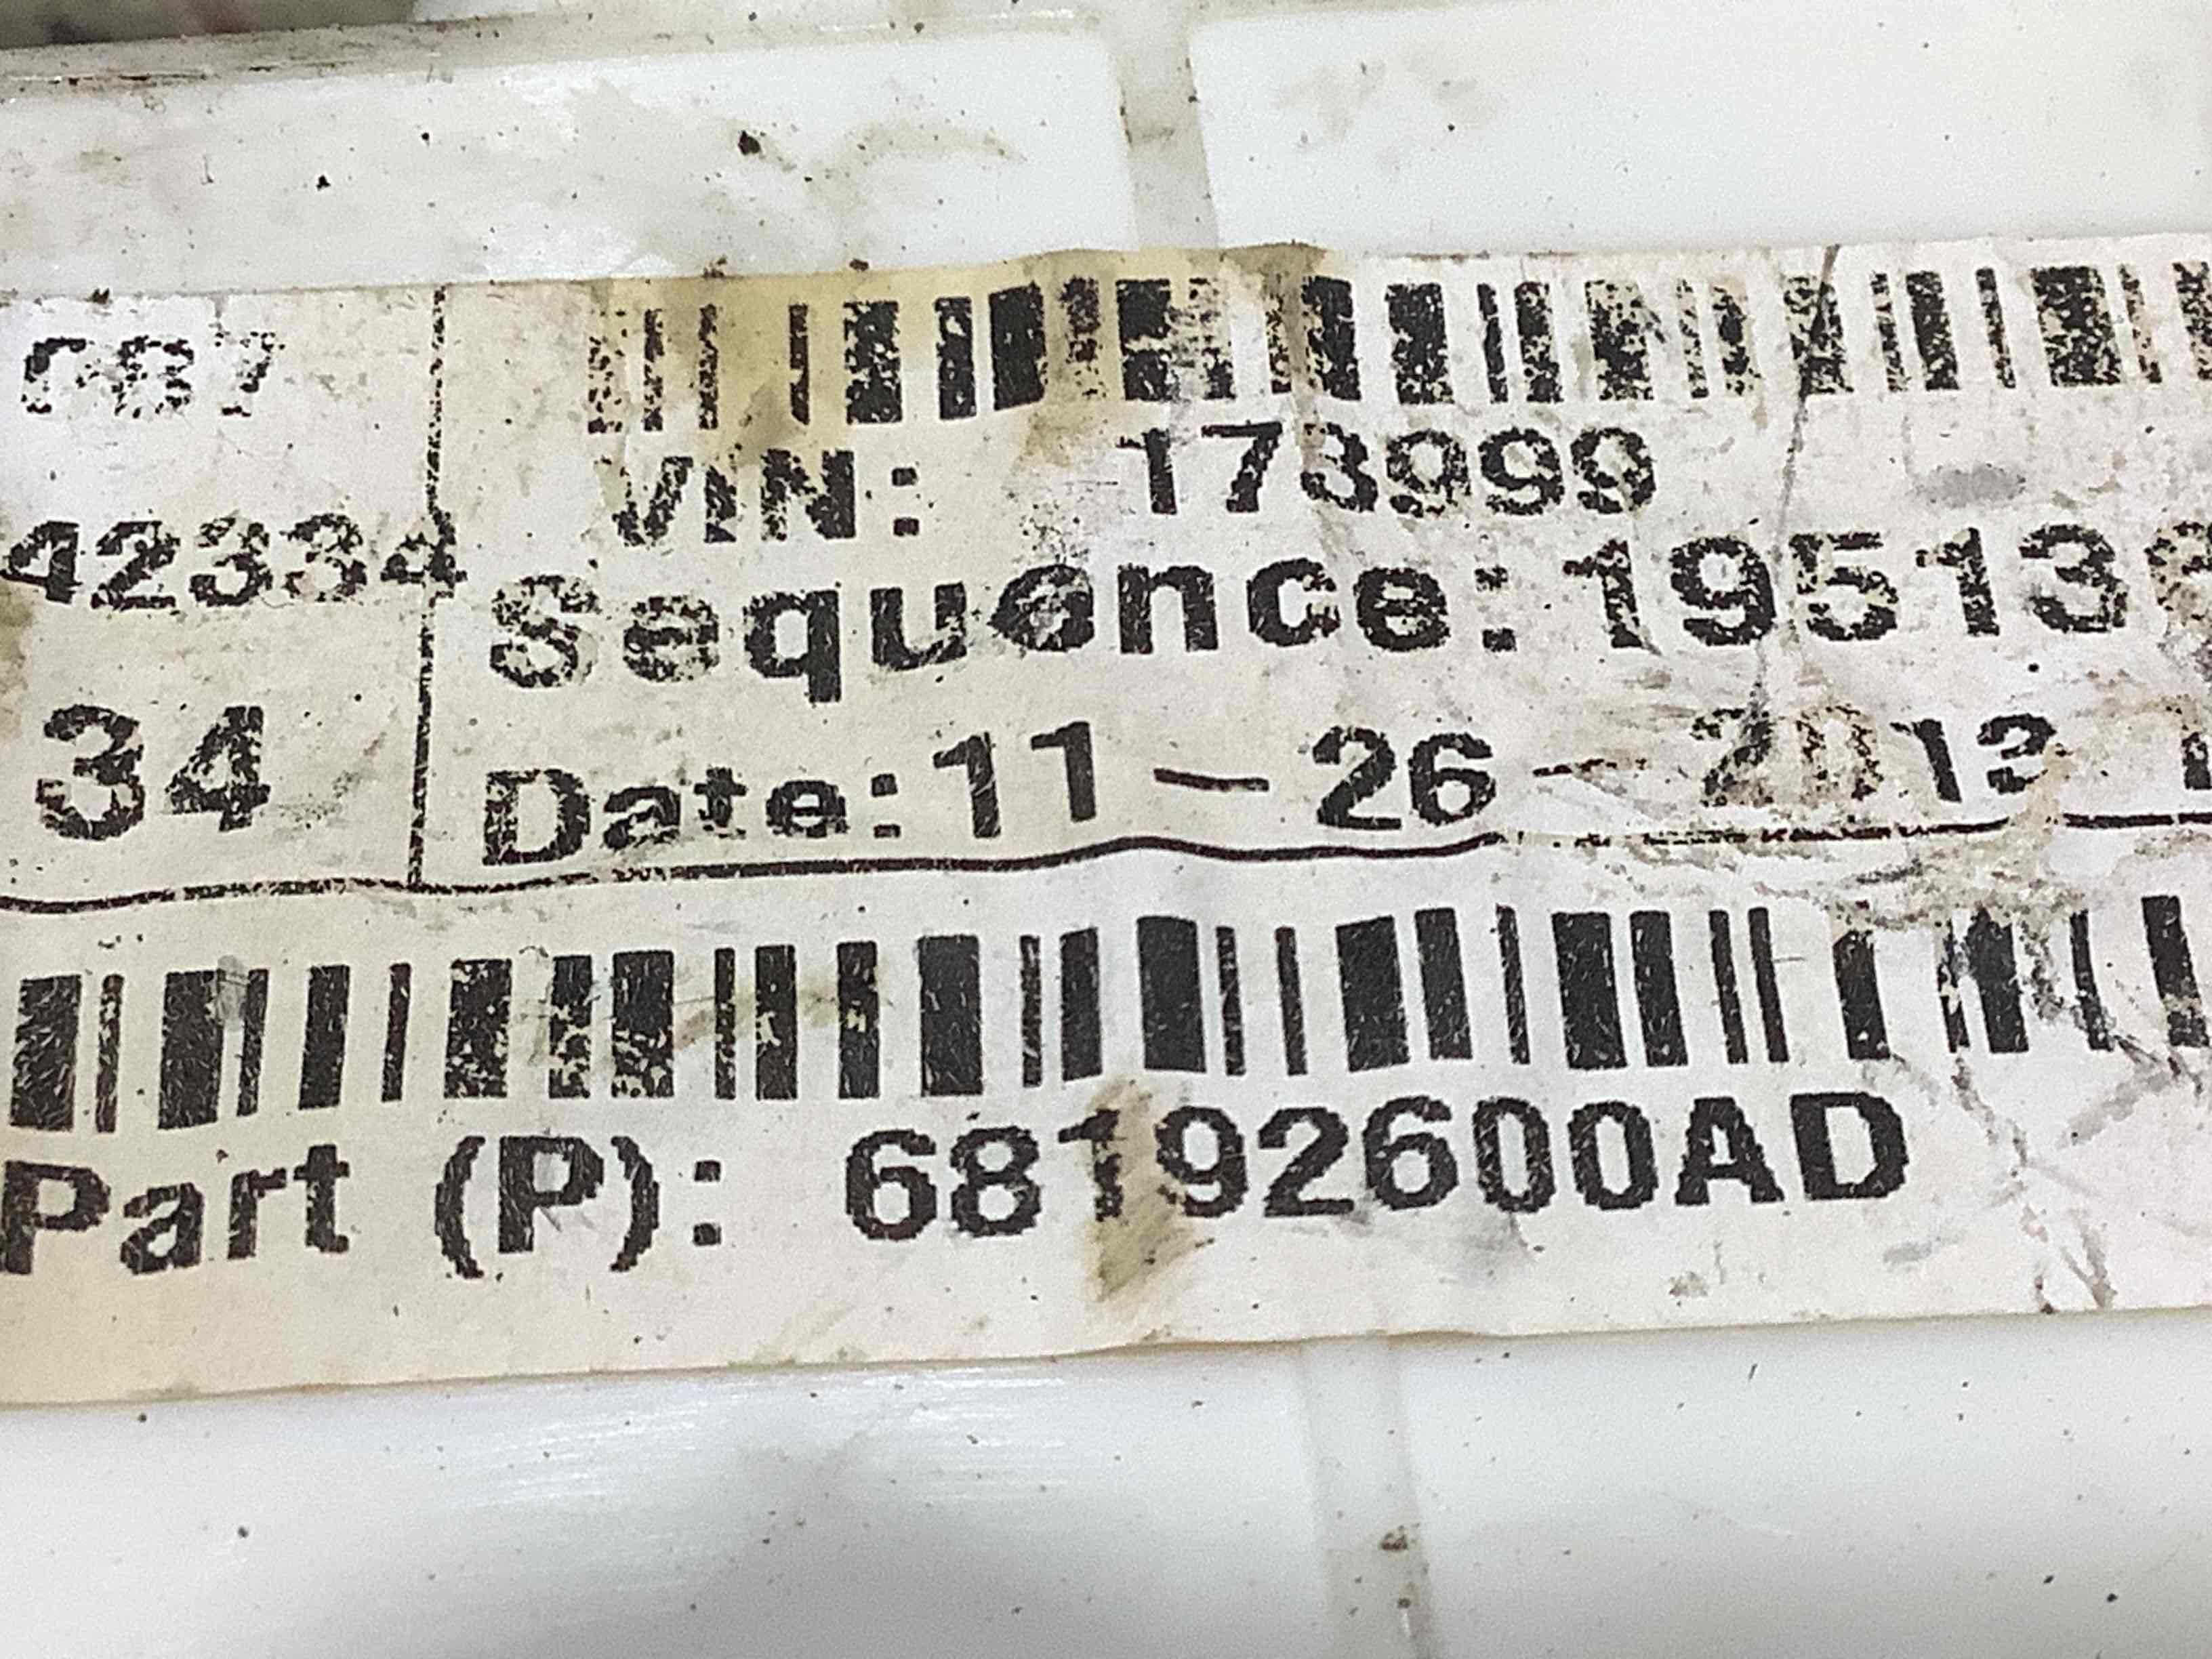 42334
34
VIN: 173999
Sequence:19513
Date:11-26-2013
Part (P): 68192600AD